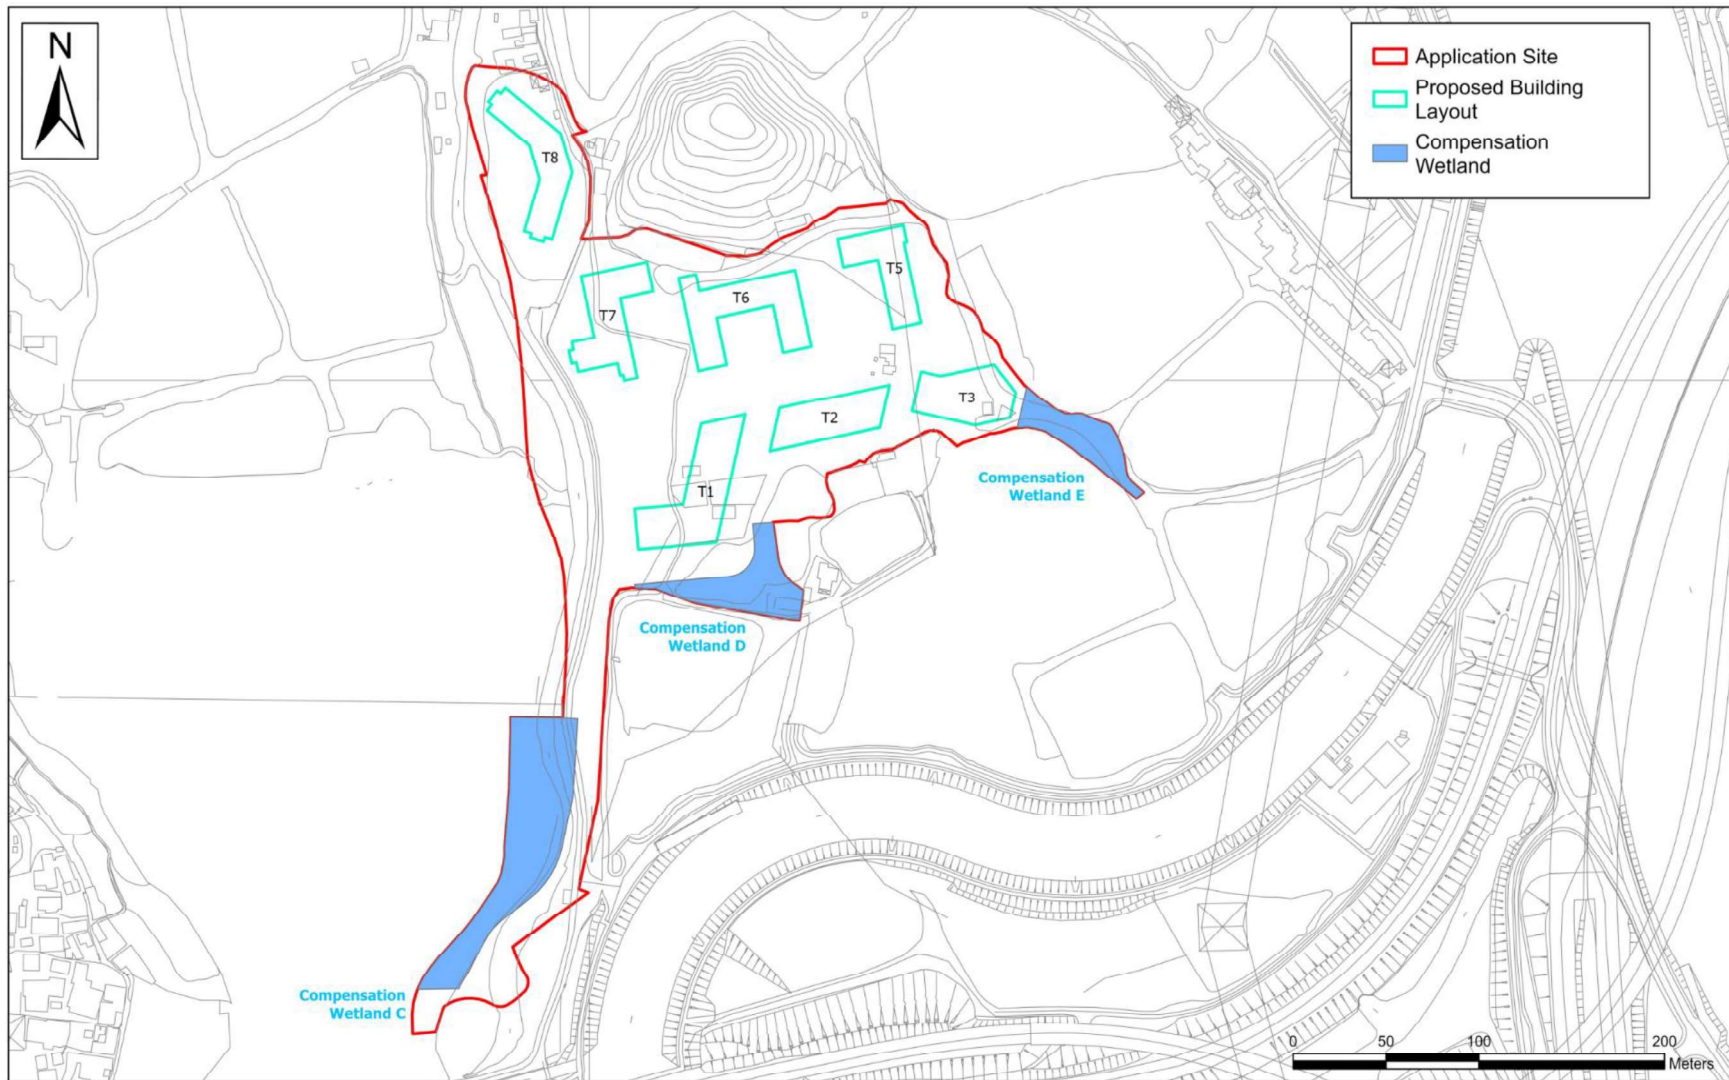 N
Application Site
Proposed Building
Layout
Compensation
Wetland
T8
T5
T6
T7
T3
T2
T1
Compensation
Wetland E
Compensation
Wetland D
Compensation
Wetland C
0 50 100 200
Meters